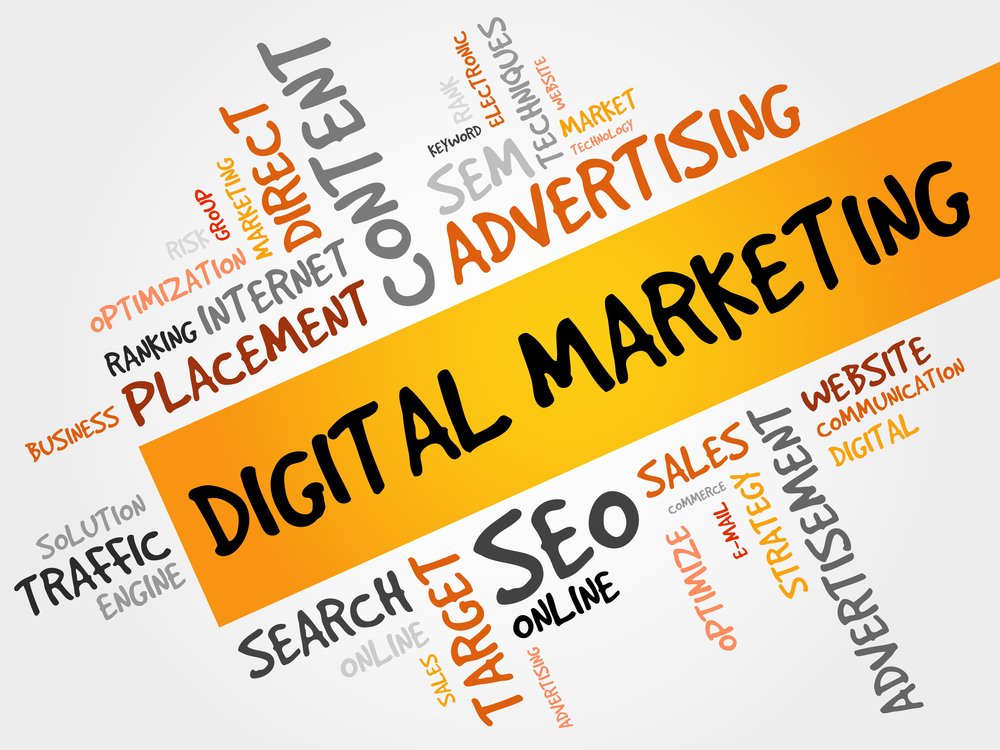 CONTENT
DIRECT
MARKETING
GROUP
RISK
OPTIMIZATION
INTERNET
RANKING
PLACEMENT
BUSINESS
RANK
ELECTRONIC
TECHNIQUES
WEBSITE
KEYWORD
MARKET
TECHNOLOGY
SEM
ADVERTISING
DIGITAL MARKETING
SOLUTION
TRAFFIC
ENGINE
SEARCH
ONLINE
SALES
TARGET
SEO
ONLINE
ADVERTISING
SALES
COMMERCE
OPTIMIZE
E-MAIL
STRATEGY
ADVERTISEMENT
WEBSITE
COMMUNICATION
DIGITAL